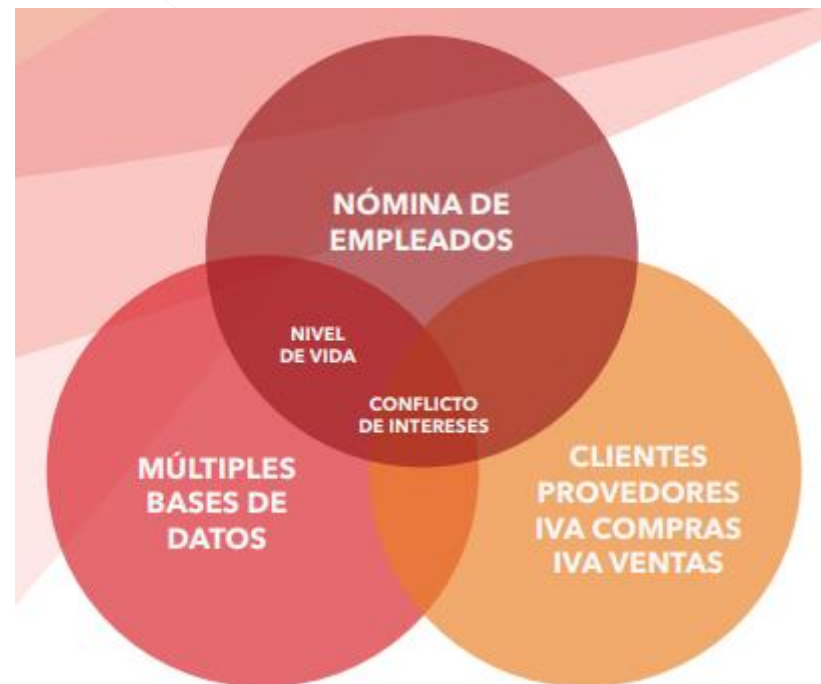 NÓMINA DE
EMPLEADOS
NIVEL
DE VIDA
CONFLICTO
DE INTERESES
MÚLTIPLES
BASES DE
DATOS
CLIENTES
PROVEDORES
IVA COMPRAS
IVA VENTAS